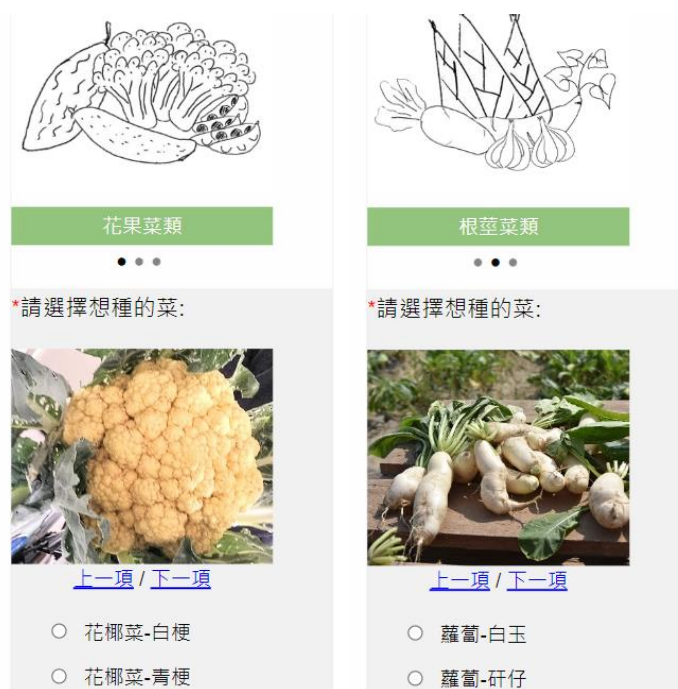 花果菜類
*請選擇想種的菜:
上一項 / 下一項
花椰菜-白梗
花椰菜-青梗
根莖菜類
*請選擇想種的菜:
上一項 / 下一項
蘿蔔-白玉
蘿蔔-矸仔